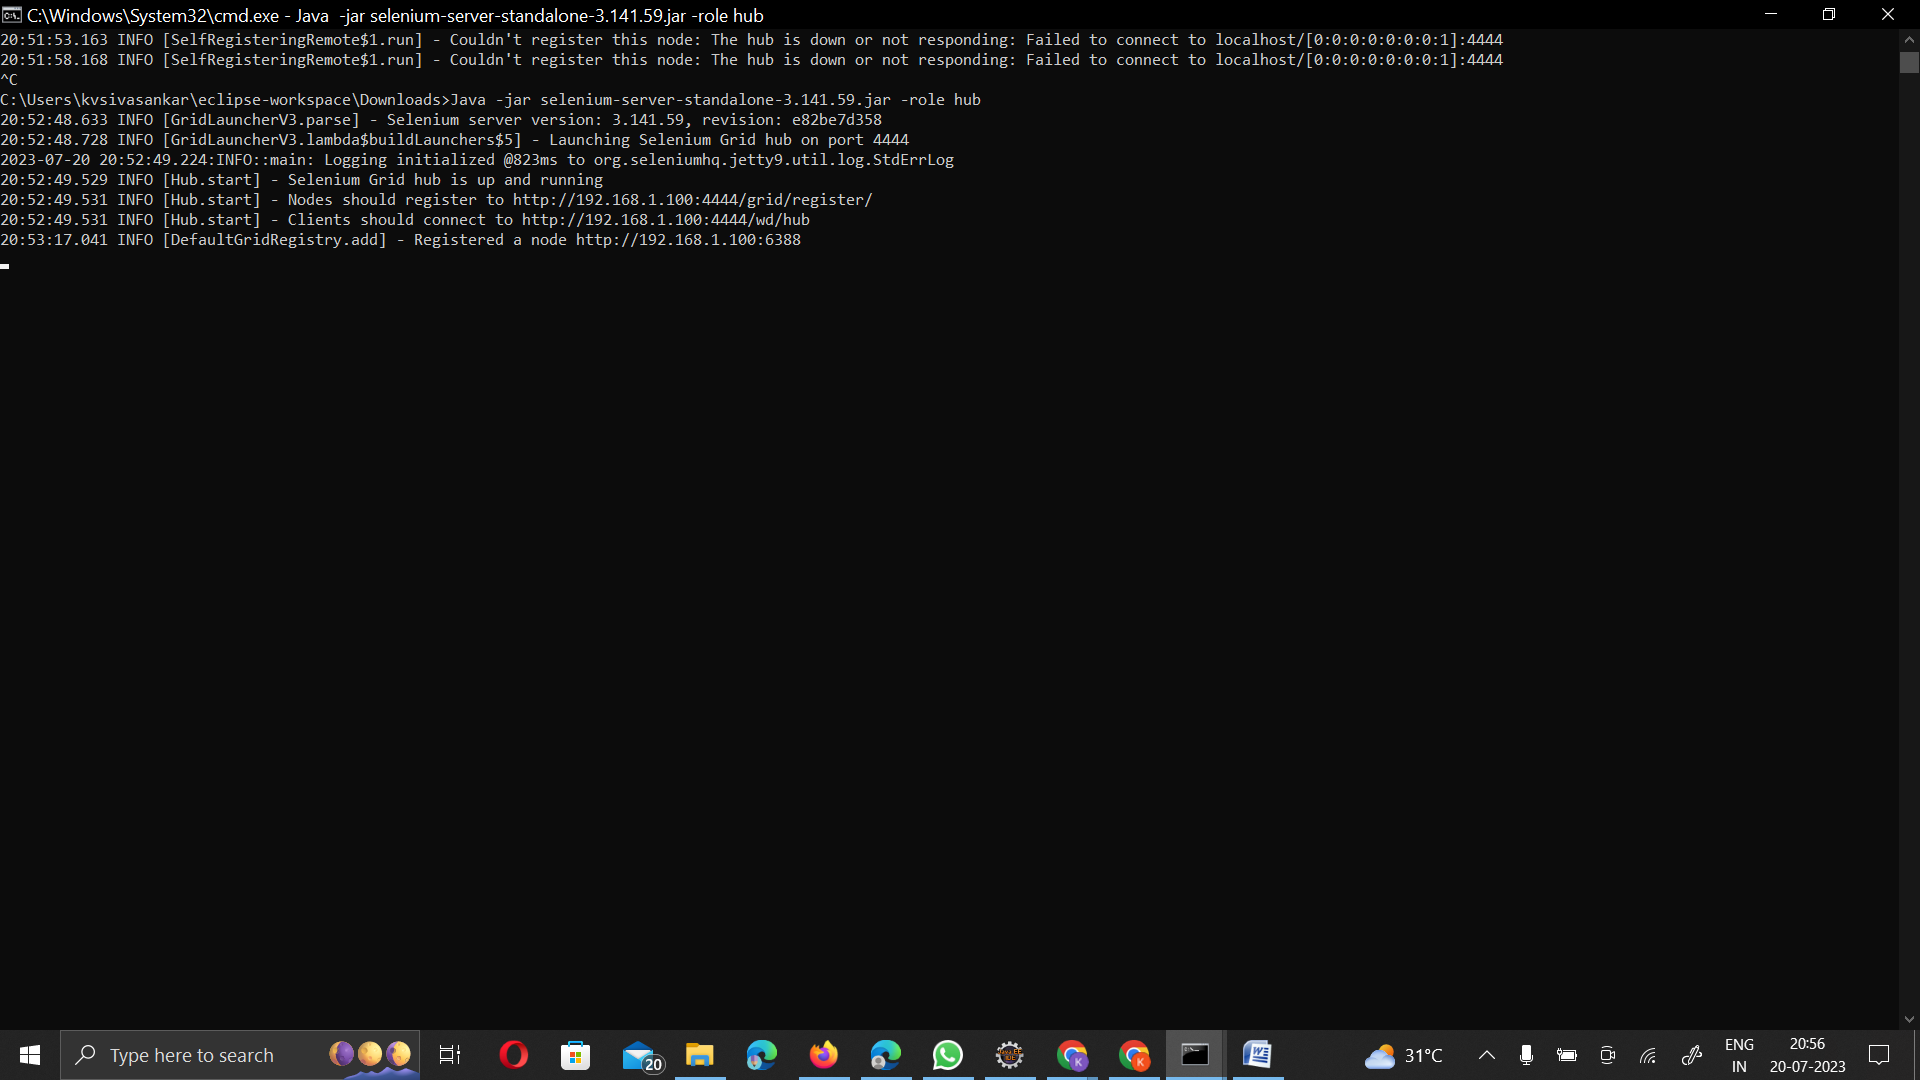 C:\Windows\System32\cmd.exe - Java  -jar selenium-server-standalone-3.141.59.jar -role hub
20:51:53.163 INFO [SelfRegisteringRemote$1.run] - Couldn't register this node: The hub is down or not responding: Failed to connect to localhost/[0:0:0:0:0:0:0:1]:4444
20:51:58.168 INFO [SelfRegisteringRemote$1.run] - Couldn't register this node: The hub is down or not responding: Failed to connect to localhost/[0:0:0:0:0:0:0:1]:4444
^C
C:\Users\kvsivasankar\eclipse-workspace\Downloads>Java -jar selenium-server-standalone-3.141.59.jar -role hub
20:52:48.633 INFO [GridLauncherV3.parse] - Selenium server version: 3.141.59, revision: e82be7d358
20:52:48.728 INFO [GridLauncherV3.lambda$buildLaunchers$5] - Launching Selenium Grid hub on port 4444
2023-07-20 20:52:49.224:INFO::main: Logging initialized @823ms to org.seleniumhq.jetty9.util.log.StdErrLog
20:52:49.529 INFO [Hub.start] - Selenium Grid hub is up and running
20:52:49.531 INFO [Hub.start] - Nodes should register to http://192.168.1.100:4444/grid/register/
20:52:49.531 INFO [Hub.start] - Clients should connect to http://192.168.1.100:4444/wd/hub
20:53:17.041 INFO [DefaultGridRegistry.add] - Registered a node http://192.168.1.100:6388
Type here to search
20
31°C
ENG
IN
20:56
20-07-2023